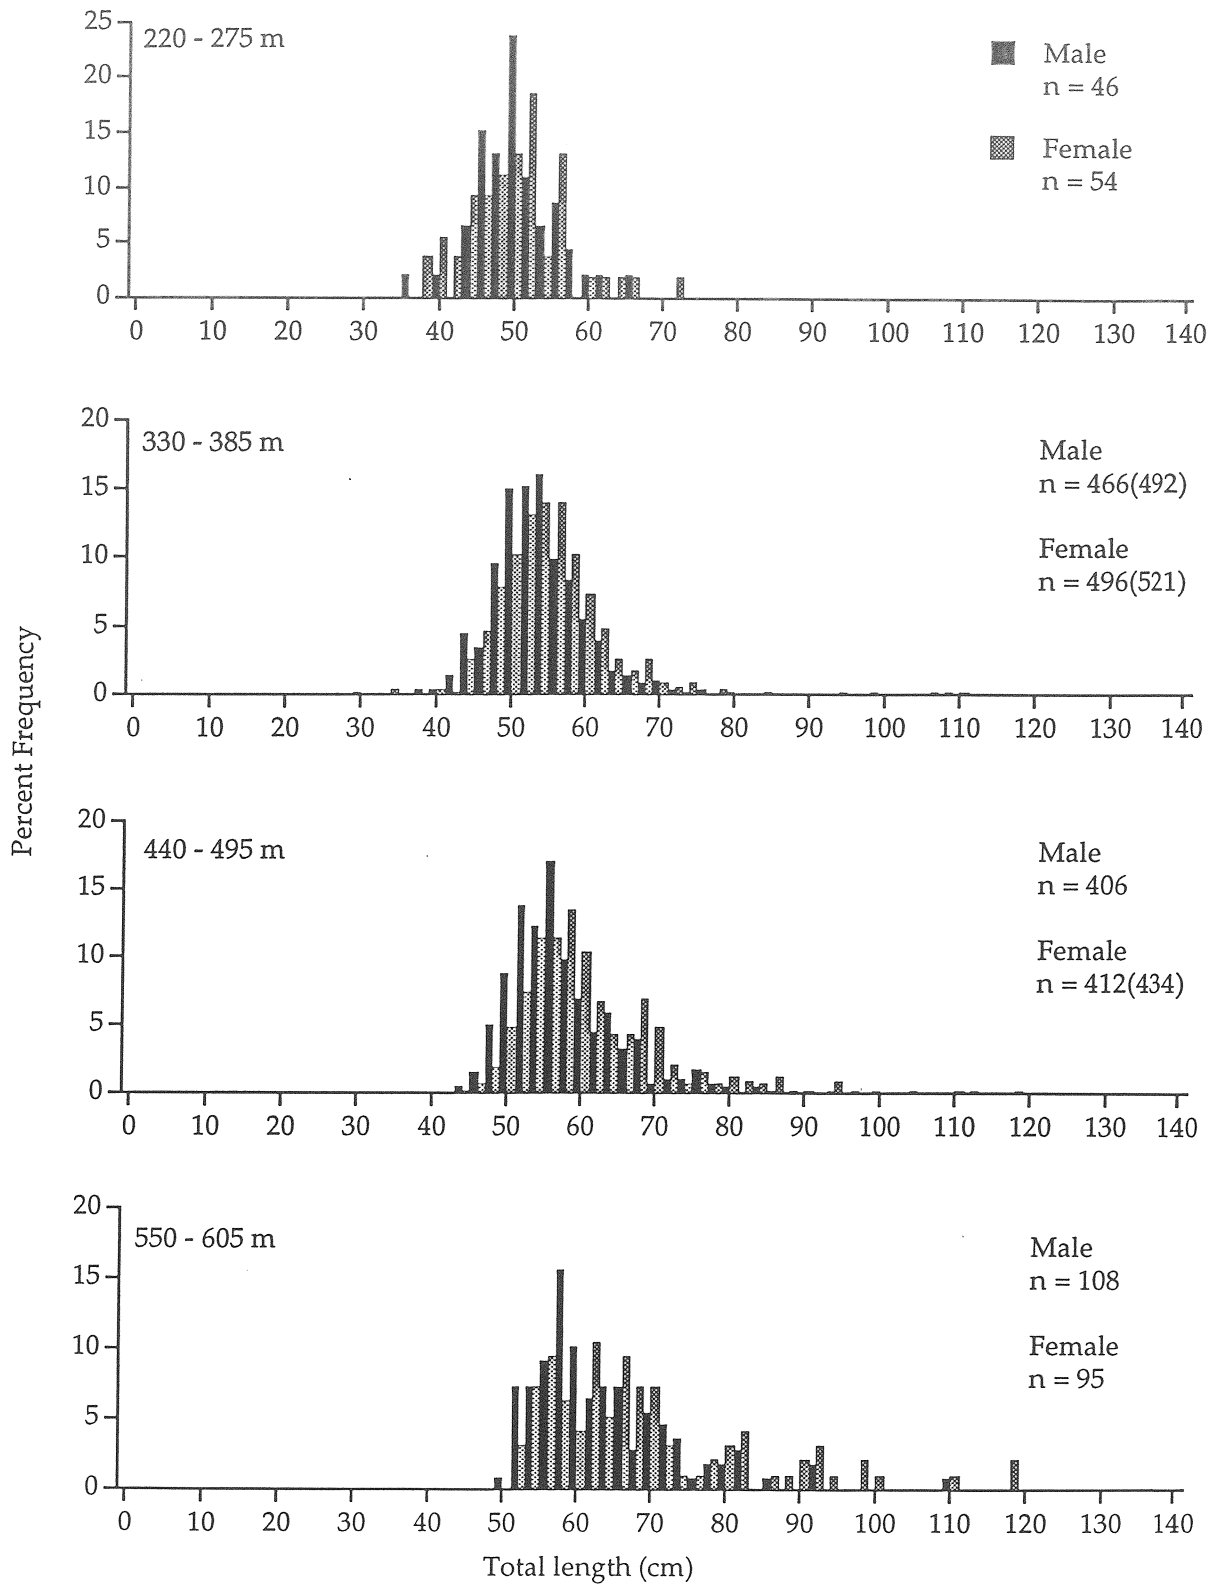 25
220 - 275 m
Male
n = 46
20
15
Female
n = 54
10
5
0
0 10 20 30 40 50 60 70 80 90 100 110 120 130 140
20
330 - 385 m
Male
n = 466(492)
15
10
Female
n = 496(521)
5
0
0 10 20 30 40 50 60 70 80 90 100 110 120 130 140
Percent Frequency
20
440 - 495 m
Male
n = 406
15
10
Female
n = 412(434)
5
0
0 10 20 30 40 50 60 70 80 90 100 110 120 130 140
20
550 - 605 m
Male
n = 108
15
10
Female
n = 95
5
0
0 10 20 30 40 50 60 70 80 90 100 110 120 130 140
Total length (cm)